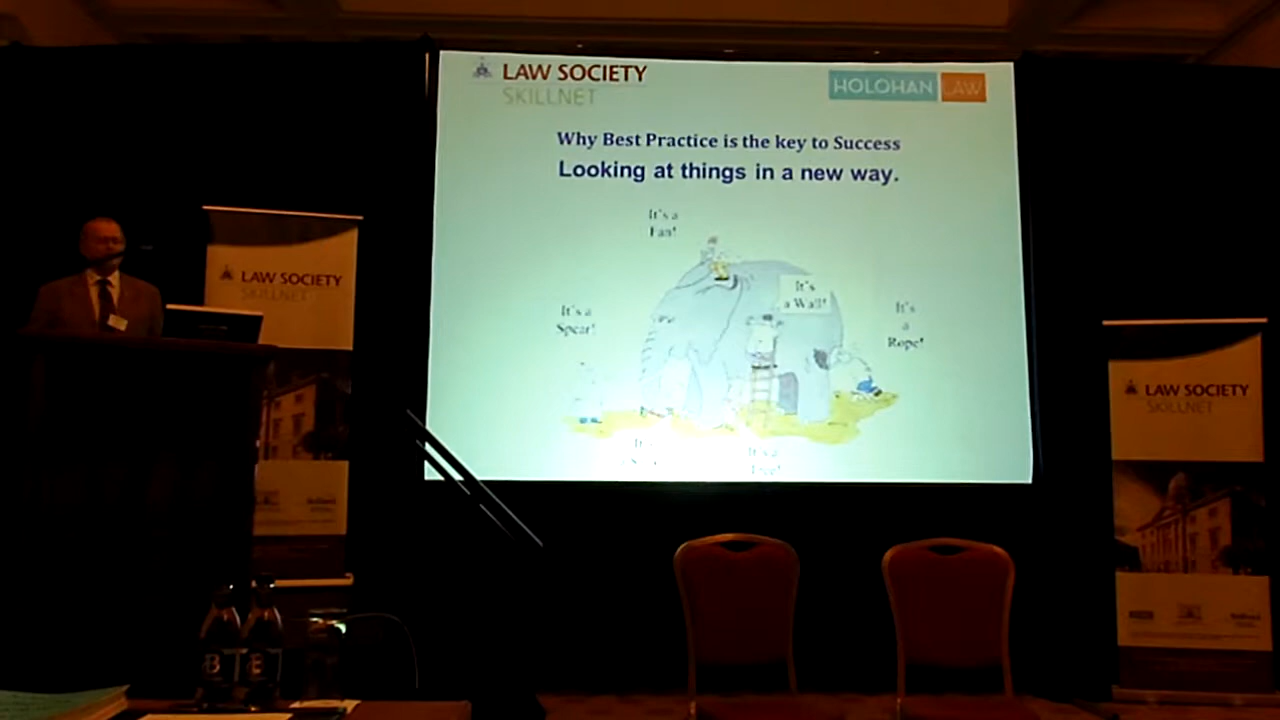 LAW SOCIETY
SKILLNET
HOLOHAN LAW
Why Best Practice is the key to Success
Looking at things in a new way.
It's a
Fan!
It's
a Wall!
It's a
Spear!
It's
a
Rope!
It's a
LAW SOCIETY
SKILLNET
LAW SOCIETY
SKILLNET